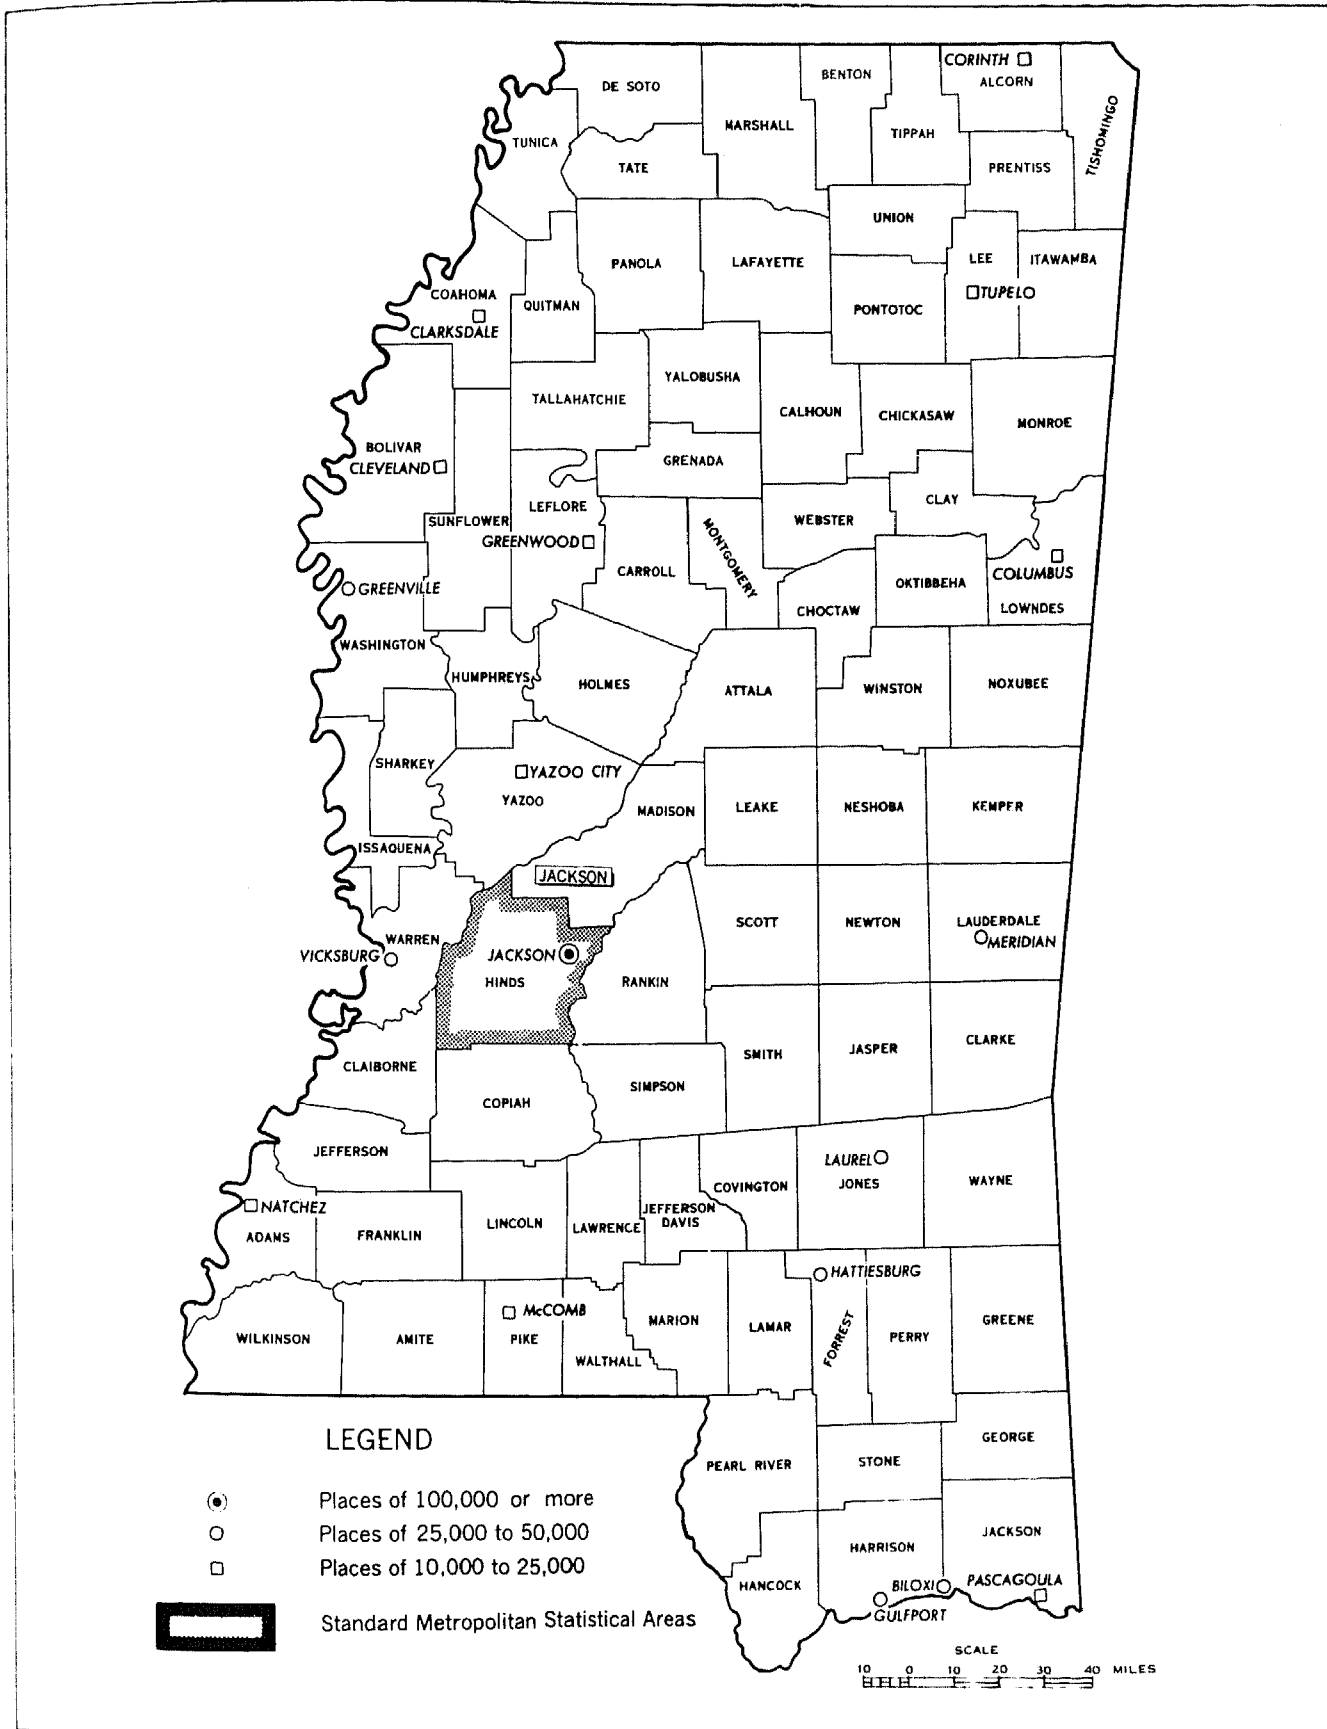 CORINTH
ALCORN
BENTON
DE SOTO
MARSHALL
TIPPAH
TISHOMINGO
TUNICA
TATE
PRENTISS
UNION
PANOLA
LAFAYETTE
LEE
ITAWAMBA
COAHOMA
QUITMAN
TUPELO
PONTOTOC
CLARKSDALE
YALOBUSHA
TALLAHATCHIE
CALHOUN
CHICKASAW
MONROE
BOLIVAR
CLEVELAND
GRENADA
CLAY
LEFLORE
SUNFLOWER
WEBSTER
GREENWOOD
MONTGOMERY
CARROLL
COLUMBUS
OKTIBBEHA
GREENVILLE
CHOCTAW
LOWNDES
WASHINGTON
HUMPHREYS
HOLMES
ATTALA
WINSTON
NOXUBEE
SHARKEY
YAZOO CITY
YAZOO
MADISON
LEAKE
NESHOBA
KEMPER
ISSAQUENA
JACKSON
SCOTT
NEWTON
LAUDERDALE
WARREN
MERIDIAN
VICKSBURG
JACKSON
HINDS
RANKIN
SMITH
JASPER
CLARKE
CLAIBORNE
SIMPSON
COPIAH
JEFFERSON
LAUREL
JONES
WAYNE
COVINGTON
NATCHEZ
JEFFERSON
DAVIS
ADAMS
FRANKLIN
LINCOLN
LAWRENCE
HATTIESBURG
McCOMB
MARION
LAMAR
FORREST
PERRY
GREENE
WILKINSON
AMITE
PIKE
WALTHALL
LEGEND
GEORGE
PEARL RIVER
STONE
Places of 100,000 or more
Places of 25,000 to 50,000
Places of 10,000 to 25,000
JACKSON
HARRISON
HANCOCK
BILOXI
PASCAGOULA
GULFPORT
Standard Metropolitan Statistical Areas
SCALE
10 0 10 20 30 40 MILES